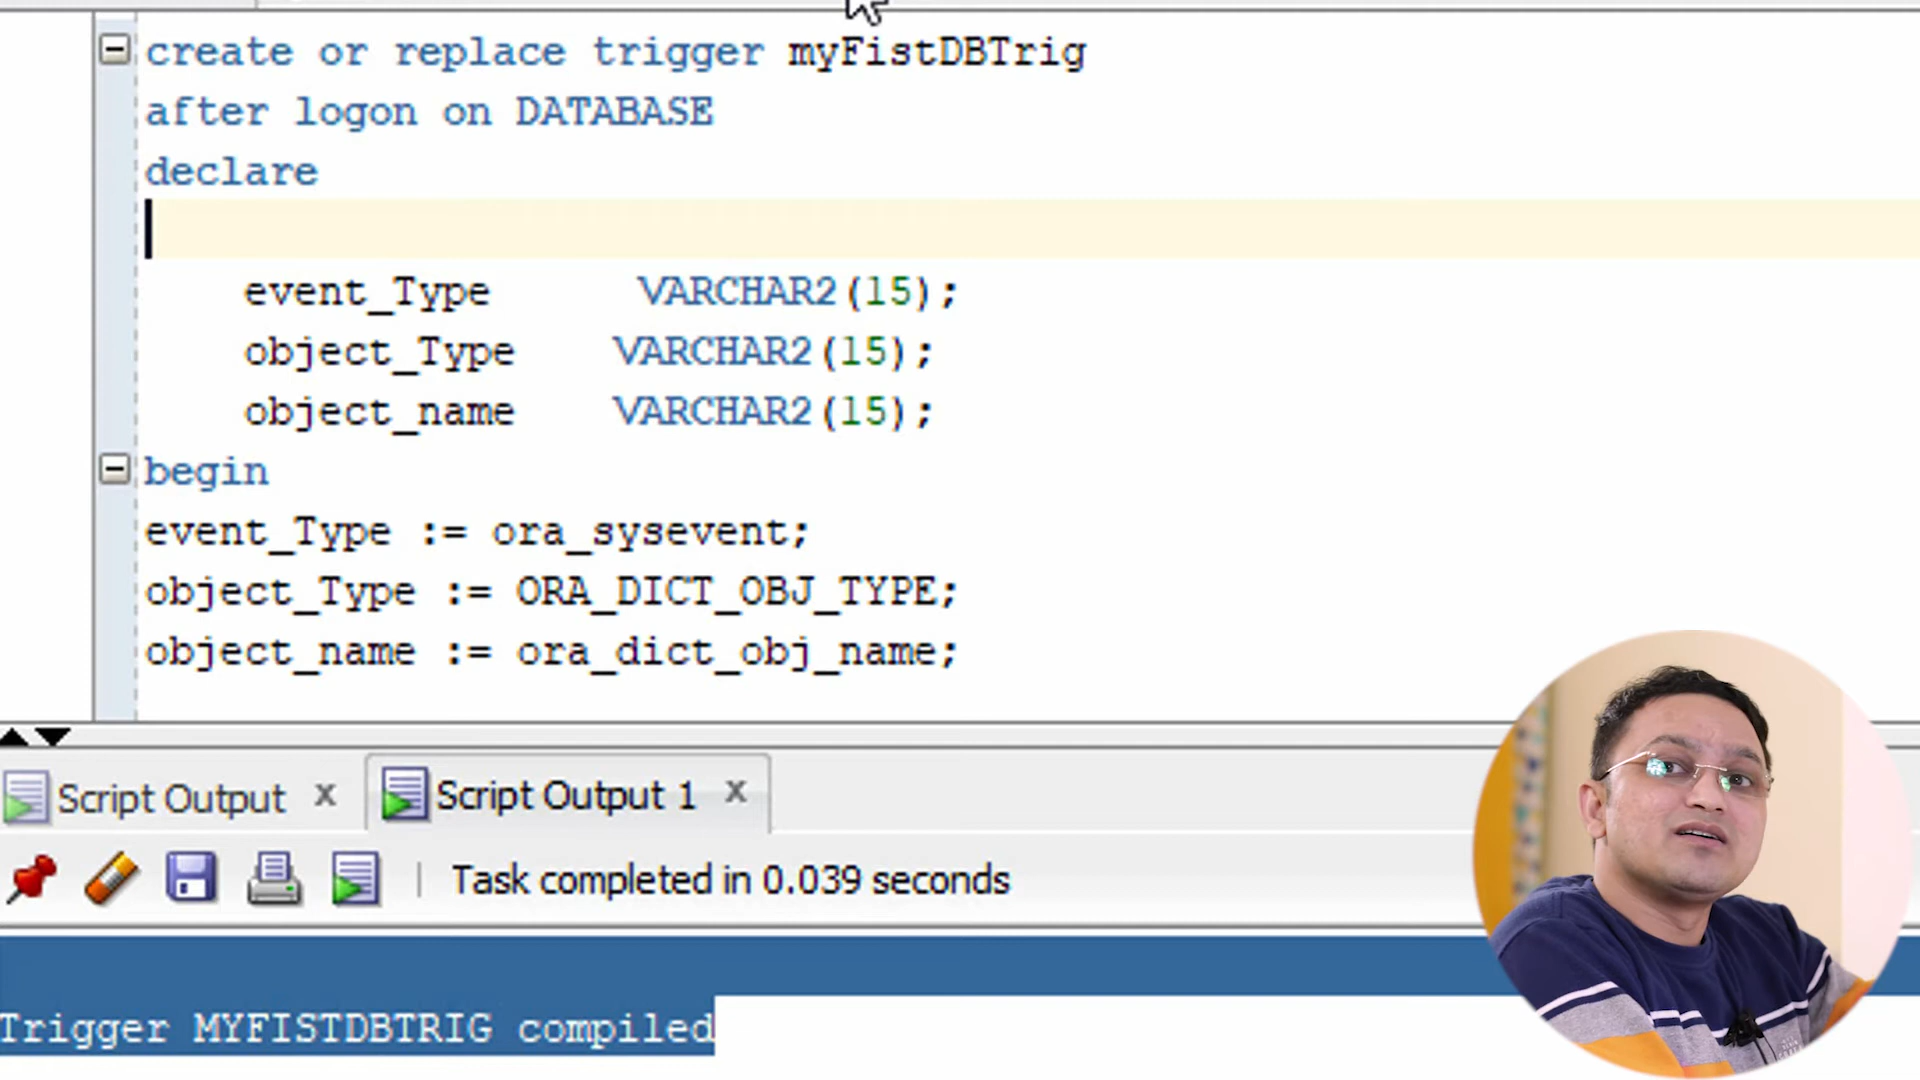 create or replace trigger myFistDBTrig
after logon on DATABASE
declare
event_Type VARCHAR2(15);
object_Type VARCHAR2(15);
object_name VARCHAR2(15);
begin
event_Type := ora_sysevent;
object_Type := ORA_DICT_OBJ_TYPE;
object_name := ora_dict_obj_name;
Script Output x Script Output 1 x
Task completed in 0.039 seconds
Trigger MYFISTDBTRIG compiled